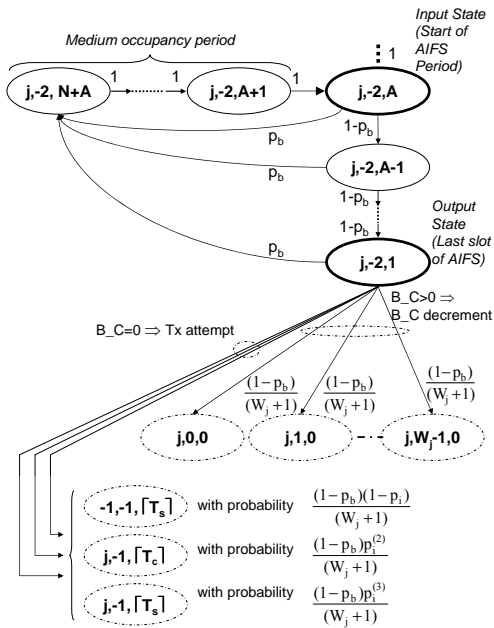 Medium occupancy period
Input State
(Start of
AIFS
Period)
1
1
1
1
j,-2, N+A
j,-2,A+1
j,-2,A
p_b
1-p_b
j,-2,A-1
p_b
1-p_b
1-p_b
Output
State
(Last slot
of AIFS)
p_b
j,-2,1
B_C>0 ⇒
B_C decrement
B_C=0 ⇒ Tx attempt
(1−p_b)/(W_j+1)
(1−p_b)/(W_j+1)
(1−p_b)/(W_j+1)
j,0,0
j,1,0
j,W_j-1,0
-1,-1,⌈T_s⌉ with probability (1−p_b)(1−p_i)/(W_j+1)
j,-1,⌈T_c⌉ with probability (1−p_b)p_i^(2)/(W_j+1)
j,-1,⌈T_s⌉ with probability (1−p_b)p_i^(3)/(W_j+1)